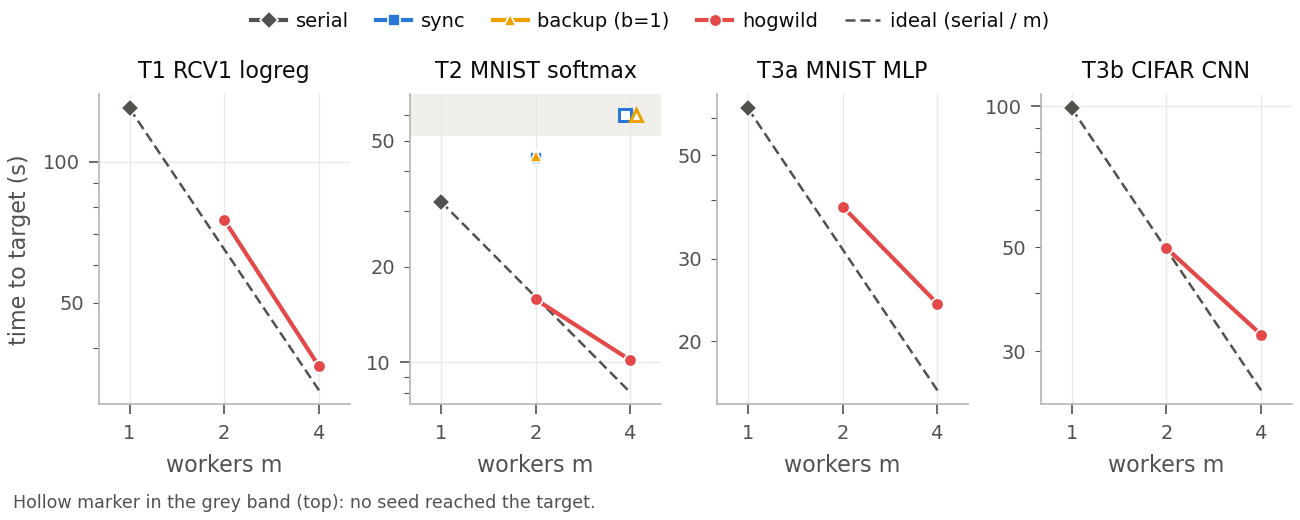 serial sync backup (b=1) hogwild ideal (serial / m)
T1 RCV1 logreg
T2 MNIST softmax
T3a MNIST MLP
T3b CIFAR CNN
time to target (s)
100
50
1 2 4
workers m
50
20
10
1 2 4
workers m
50
30
20
1 2 4
workers m
100
50
30
1 2 4
workers m
Hollow marker in the grey band (top): no seed reached the target.